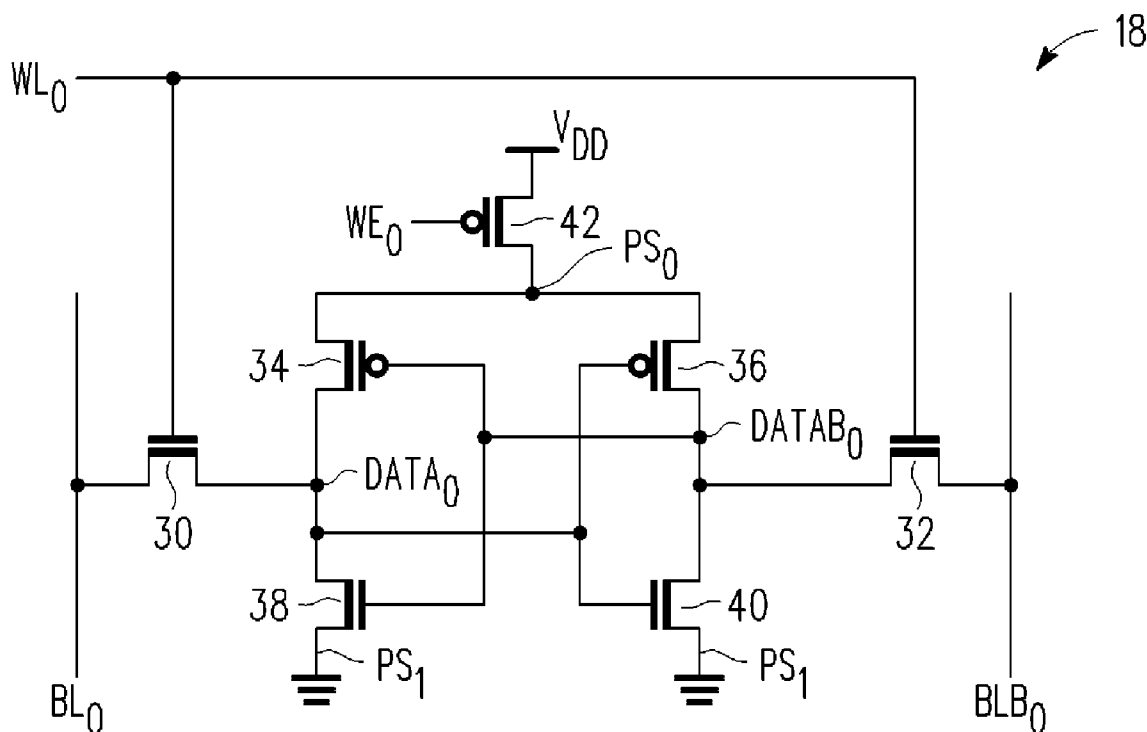 18
WL0
VDD
WE0
42
PS0
34
36
DATAB0
DATA0
30
32
38
40
PS1
PS1
BL0
BLB0